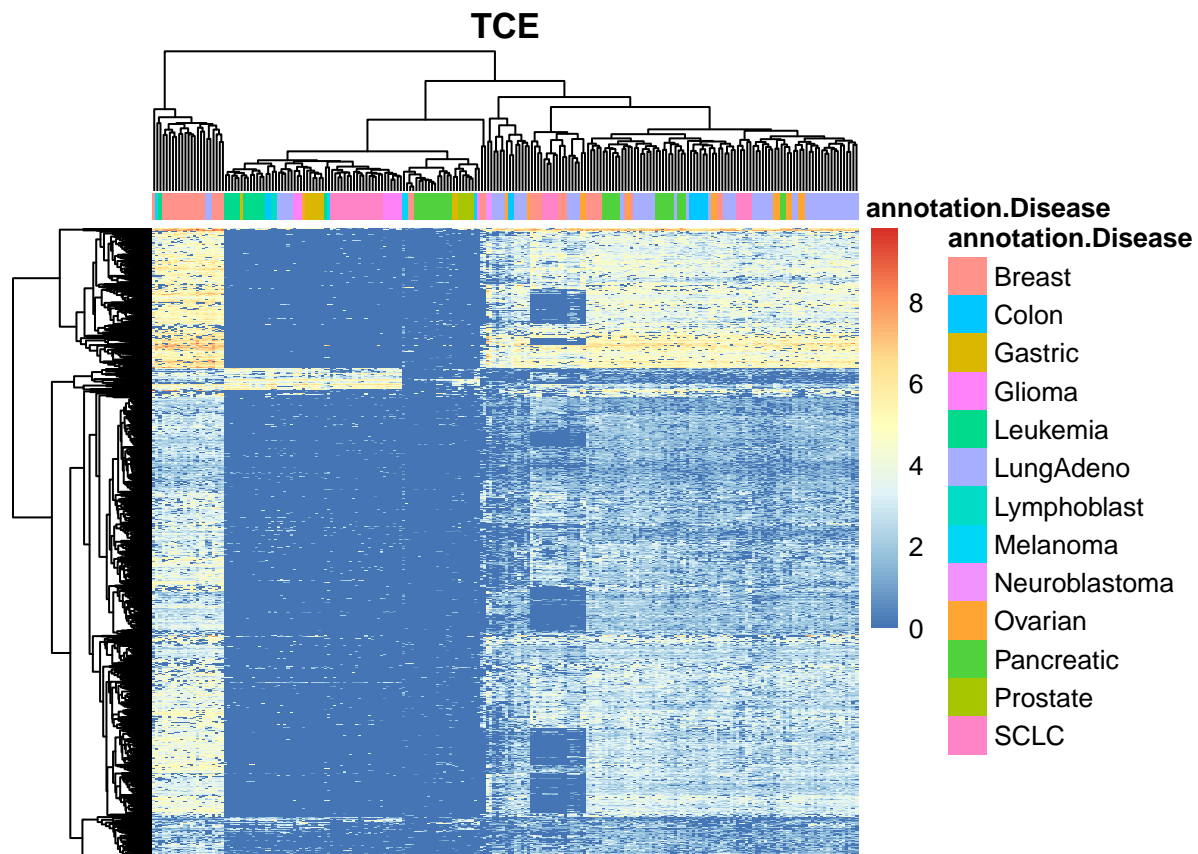 TCE
annotation.Disease
annotation.Disease
8
6
4
2
0
Breast
Colon
Gastric
Glioma
Leukemia
LungAdeno
Lymphoblast
Melanoma
Neuroblastoma
Ovarian
Pancreatic
Prostate
SCLC